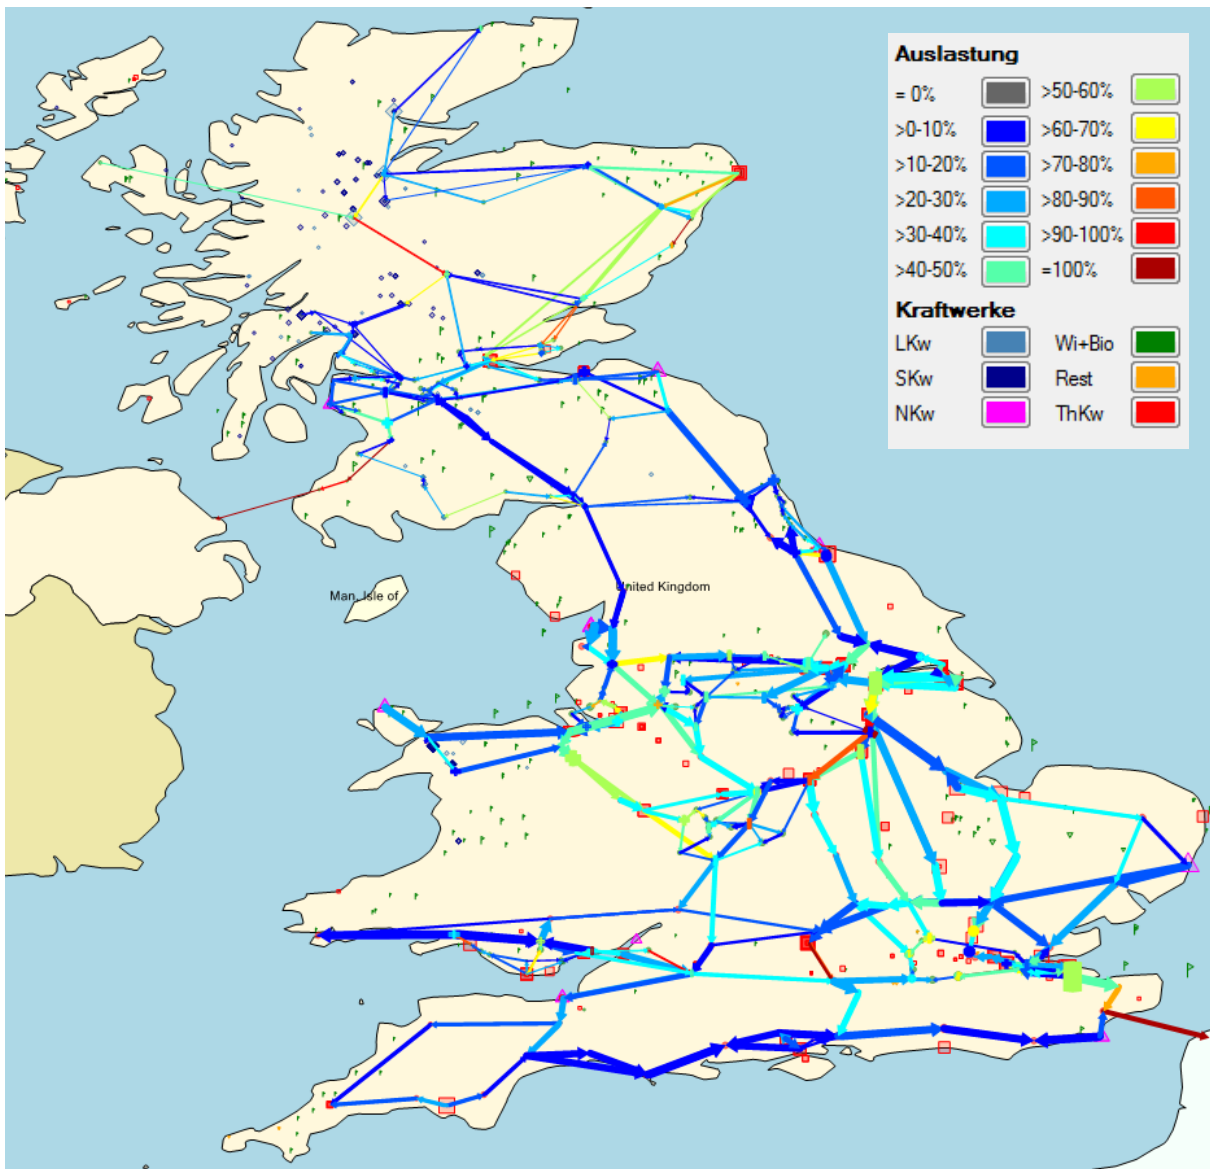 Auslastung
= 0% >50-60%
>0-10% >60-70%
>10-20% >70-80%
>20-30% >80-90%
>30-40% >90-100%
>40-50% =100%
Kraftwerke
LKw Wi+Bio
SKw Rest
NKw ThKw
United Kingdom
Man, Isle of